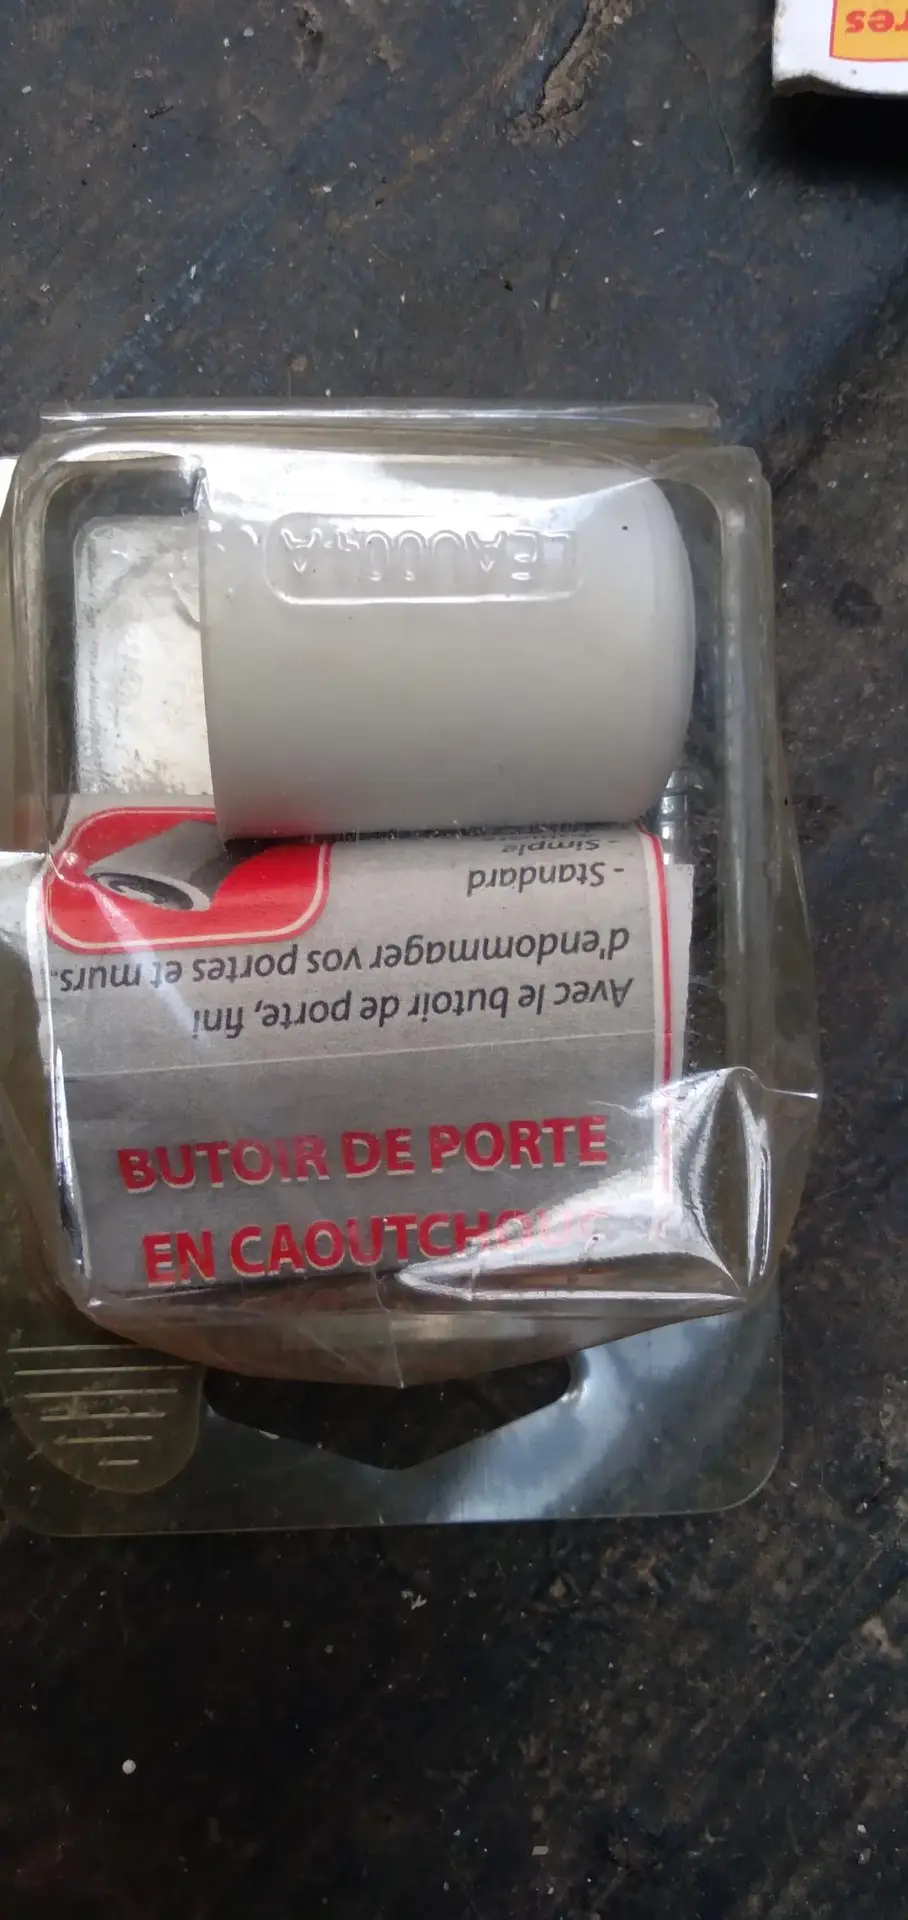 BUTOIR DE PORTE
EN CAOUTCHOUC
Avec le butoir de porte, fini
d'endommager vos portes et murs.
- Standard
- Simple